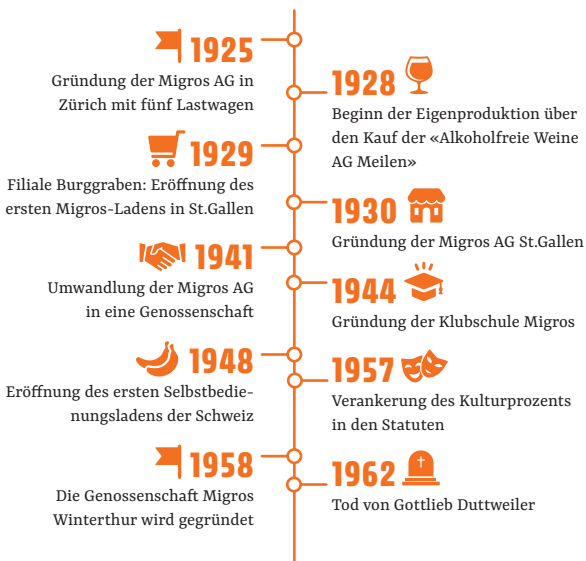 1925
Gründung der Migros AG in
Zürich mit fünf Lastwagen
1928
Beginn der Eigenproduktion über
den Kauf der «Alkoholfreie Weine
AG Meilen»
1929
Filiale Burggraben: Eröffnung des
ersten Migros-Ladens in St.Gallen
1930
Gründung der Migros AG St.Gallen
1941
Umwandlung der Migros AG
in eine Genossenschaft
1944
Gründung der Klubschule Migros
1948
Eröffnung des ersten Selbstbedie-
nungsladens der Schweiz
1957
Verankerung des Kulturprozents
in den Statuten
1958
Die Genossenschaft Migros
Winterthur wird gegründet
1962
Tod von Gottlieb Duttweiler